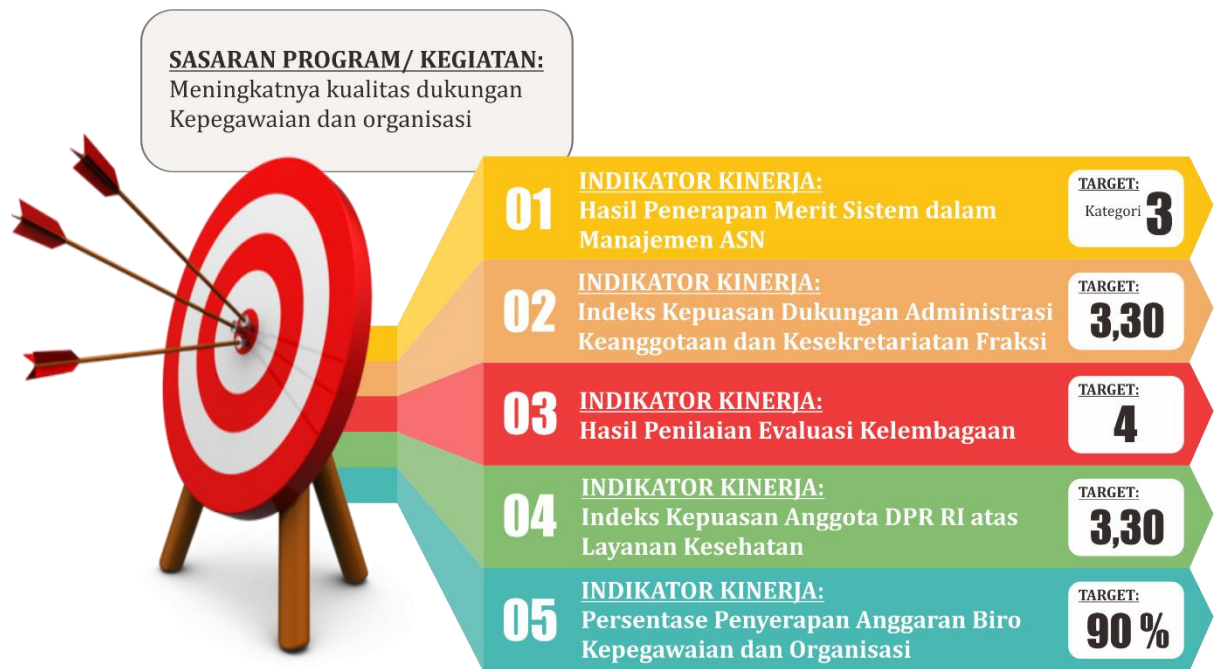 SASARAN PROGRAM/ KEGIATAN:
Meningkatnya kualitas dukungan
Kepegawaian dan organisasi
01
INDIKATOR KINERJA:
Hasil Penerapan Merit Sistem dalam
Manajemen ASN
TARGET:
Kategori 3
02
INDIKATOR KINERJA:
Indeks Kepuasan Dukungan Administrasi
Keanggotaan dan Kesekretariatan Fraksi
TARGET:
3,30
03
INDIKATOR KINERJA:
Hasil Penilaian Evaluasi Kelembagaan
TARGET:
4
04
INDIKATOR KINERJA:
Indeks Kepuasan Anggota DPR RI atas
Layanan Kesehatan
TARGET:
3,30
05
INDIKATOR KINERJA:
Persentase Penyerapan Anggaran Biro
Kepegawaian dan Organisasi
TARGET:
90 %